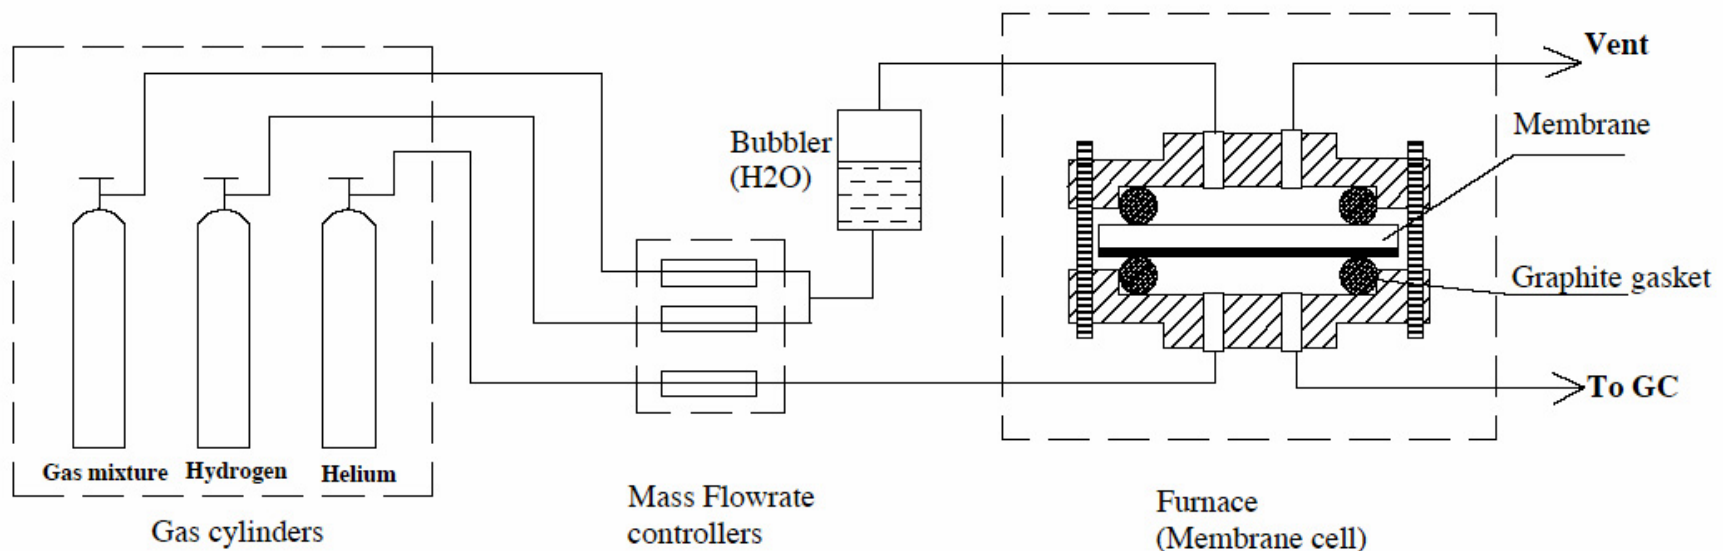 Vent
Membrane
Bubbler
(H2O)
Graphite gasket
To GC
Gas mixture
Hydrogen
Helium
Mass Flowrate
controllers
Furnace
(Membrane cell)
Gas cylinders